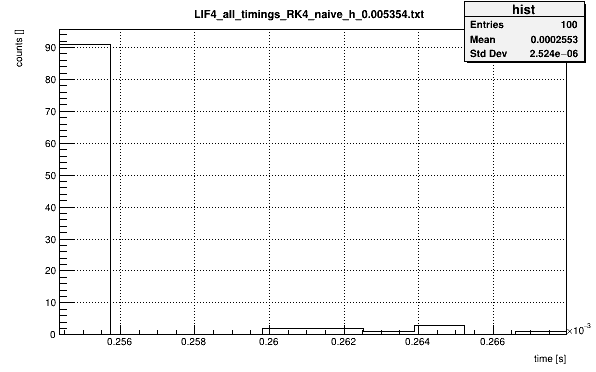 LIF4_all_timings_RK4_naive_h_0.005354.txt
hist
Entries 100
Mean 0.0002553
Std Dev 2.524e−06
counts []
90
80
70
60
50
40
30
20
10
0
0.256 0.258 0.26 0.262 0.264 0.266
×10⁻³
time [s]